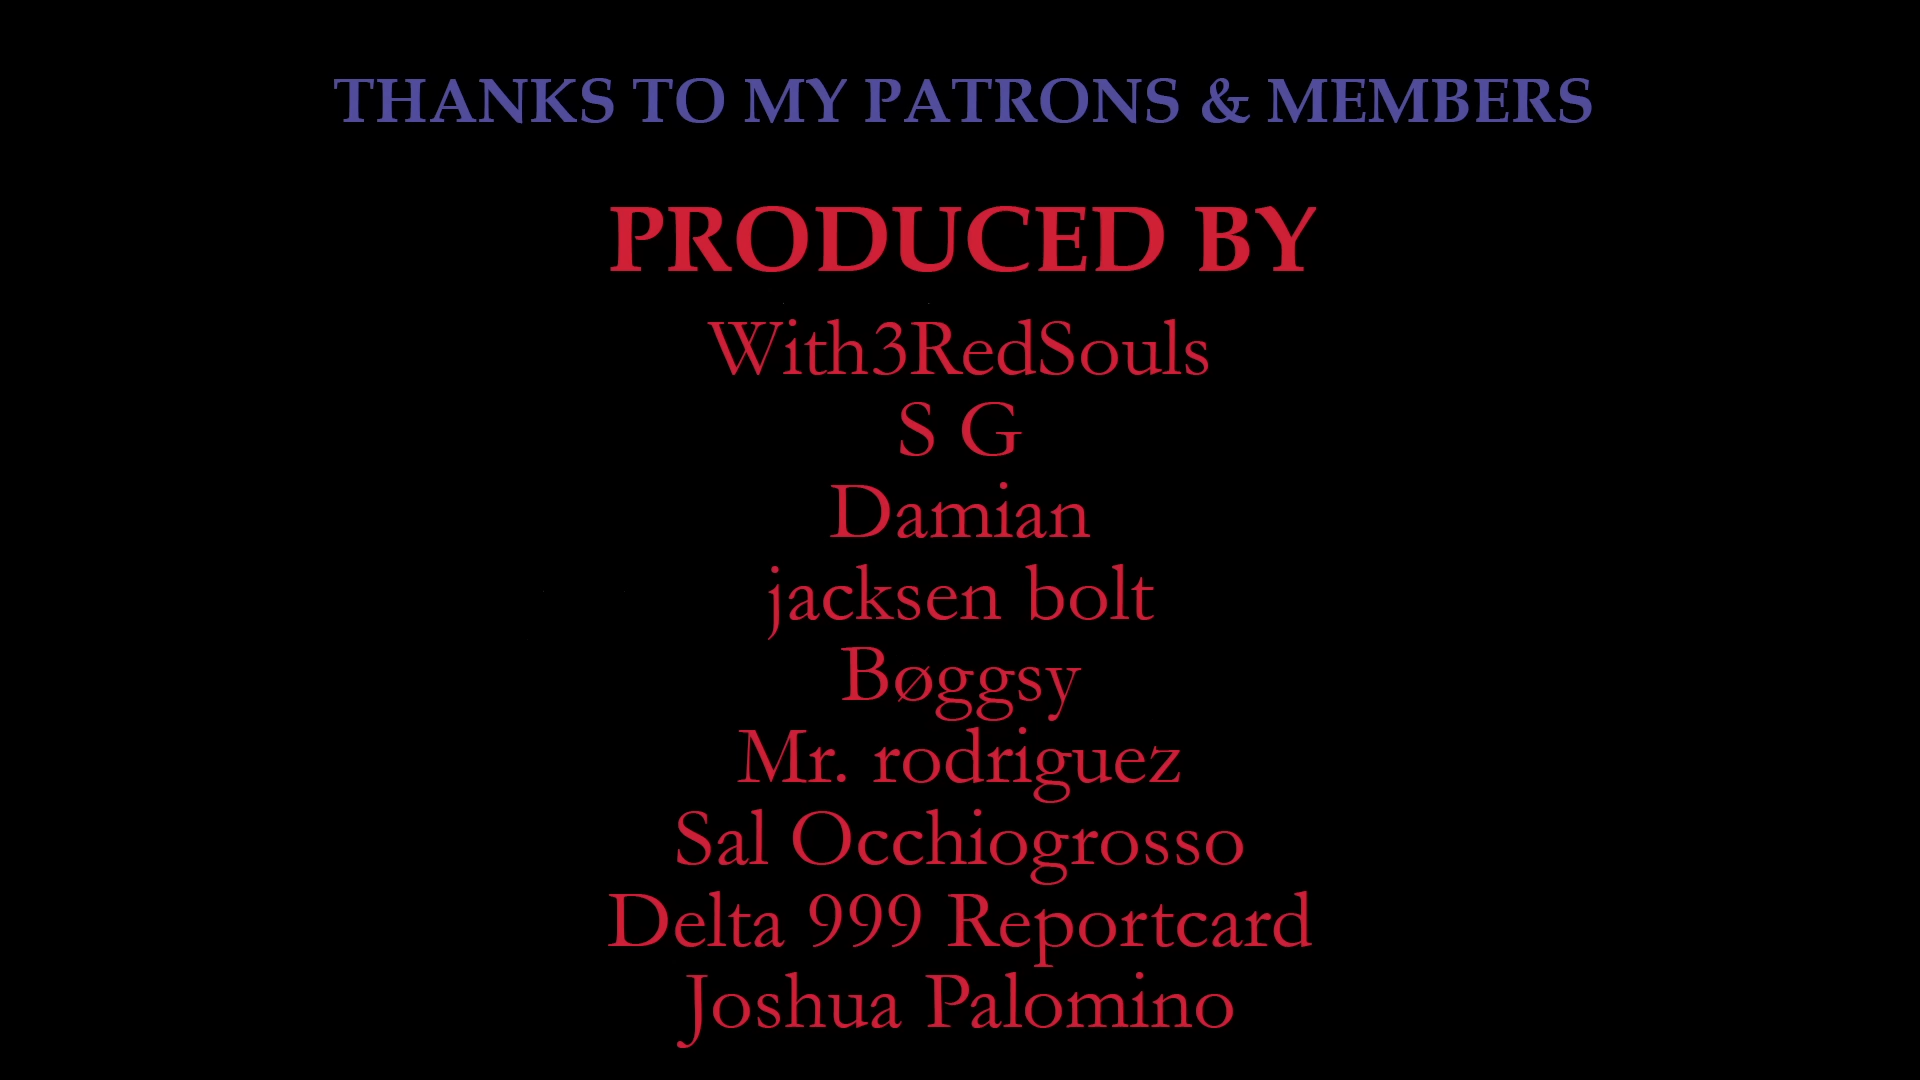 THANKS TO MY PATRONS & MEMBERS
PRODUCED BY
With3RedSouls
S G
Damian
jacksen bolt
Bøggsy
Mr. rodriguez
Sal Occhiogrosso
Delta 999 Reportcard
Joshua Palomino